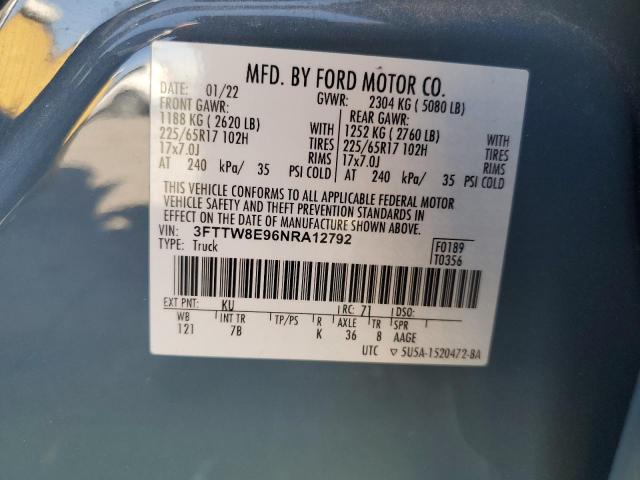 MFD. BY FORD MOTOR CO.
DATE: 01/22 GVWR: 2304 KG (5080 LB)
FRONT GAWR: REAR GAWR:
1188 KG (2620 LB) WITH 1252 KG (2760 LB) WITH
225/65R17 102H TIRES 225/65R17 102H TIRES
17x7.0J RIMS 17x7.0J RIMS
AT 240 kPa/ 35 PSI COLD AT 240 kPa/ 35 PSI COLD
THIS VEHICLE CONFORMS TO ALL APPLICABLE FEDERAL MOTOR
VEHICLE SAFETY AND THEFT PREVENTION STANDARDS IN
EFFECT ON THE DATE OF MANUFACTURE SHOWN ABOVE.
VIN: 3FTTW8E96NRA12792 F0189
TYPE: Truck T0356
EXT PNT: KU RC: 71 DSO:
WB INT TR TP/PS R AXLE TR SPR
121 7B K 36 8 AAGE
UTC ▽ 5U5A-1520472-BA